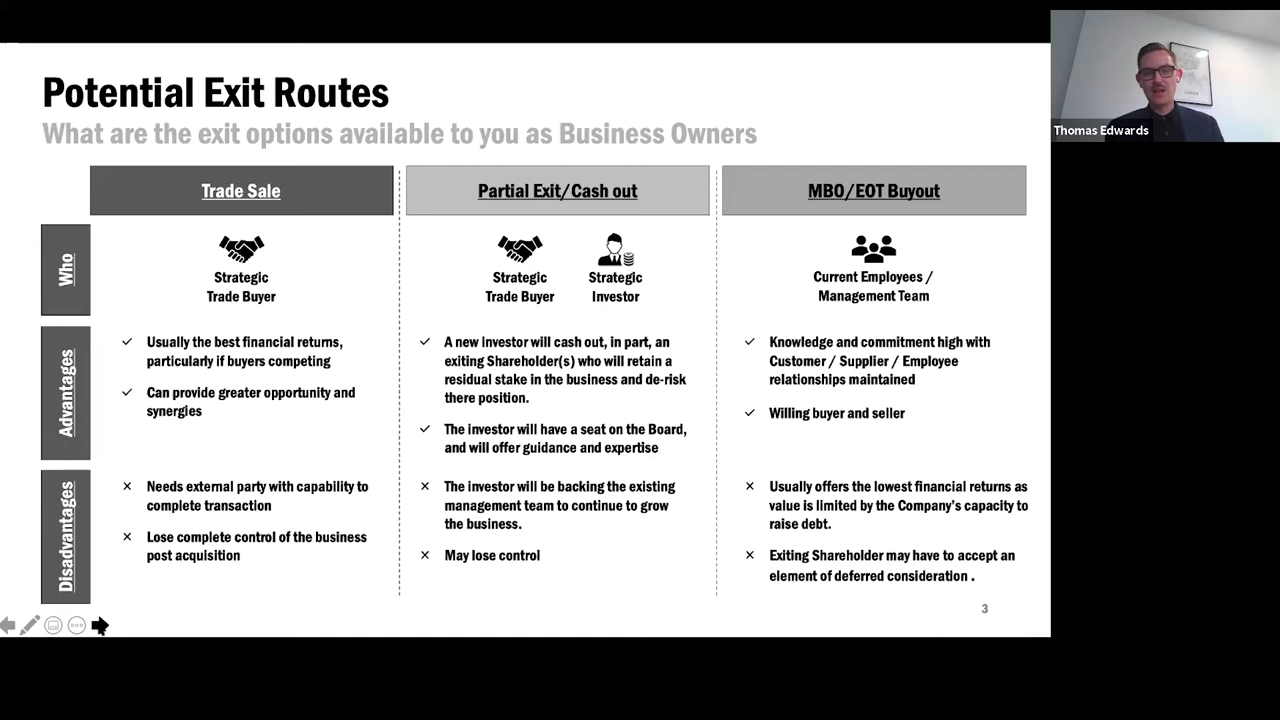 Potential Exit Routes
What are the exit options available to you as Business Owners
Trade Sale
Partial Exit/Cash out
MBO/EOT Buyout
Who
Strategic
Trade Buyer
Strategic
Trade Buyer
Strategic
Investor
Current Employees /
Management Team
Advantages
Usually the best financial returns,
particularly if buyers competing
Can provide greater opportunity and
synergies
A new investor will cash out, in part, an
exiting Shareholder(s) who will retain a
residual stake in the business and de-risk
there position.
The investor will have a seat on the Board,
and will offer guidance and expertise
Knowledge and commitment high with
Customer / Supplier / Employee
relationships maintained
Willing buyer and seller
Disadvantages
Needs external party with capability to
complete transaction
Lose complete control of the business
post acquisition
The investor will be backing the existing
management team to continue to grow
the business.
May lose control
Usually offers the lowest financial returns as
value is limited by the Company's capacity to
raise debt.
Exiting Shareholder may have to accept an
element of deferred consideration .
3
Thomas Edwards